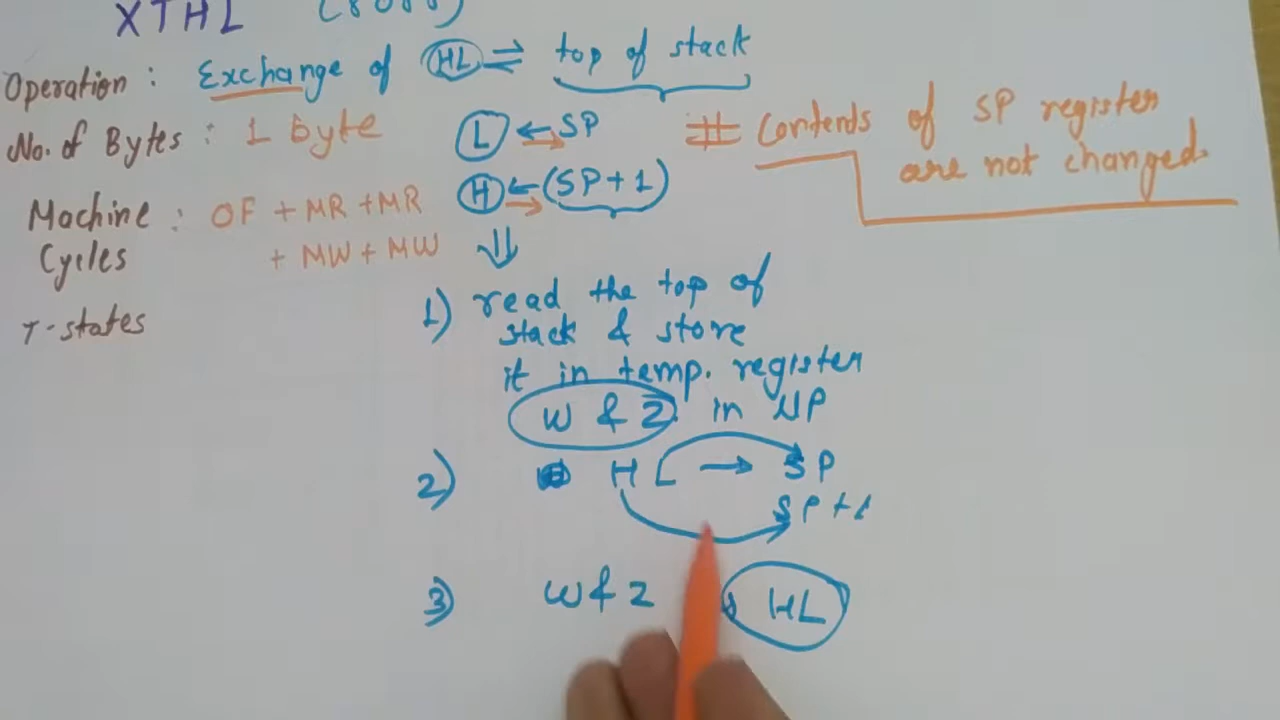 XTHL (8085)
Operation : Exchange of HL ⇌ top of stack
No. of Bytes : 1 Byte
L ← SP
→
H ← (SP + 1)
→
# Contents of SP register
are not changed.
Machine Cycles : OF + MR + MR
+ MW + MW
T-states
⇓
1) read the top of
stack & store
it in temp. register
W & Z in UP
2) HL → SP
SP + 1
3) W & Z HL